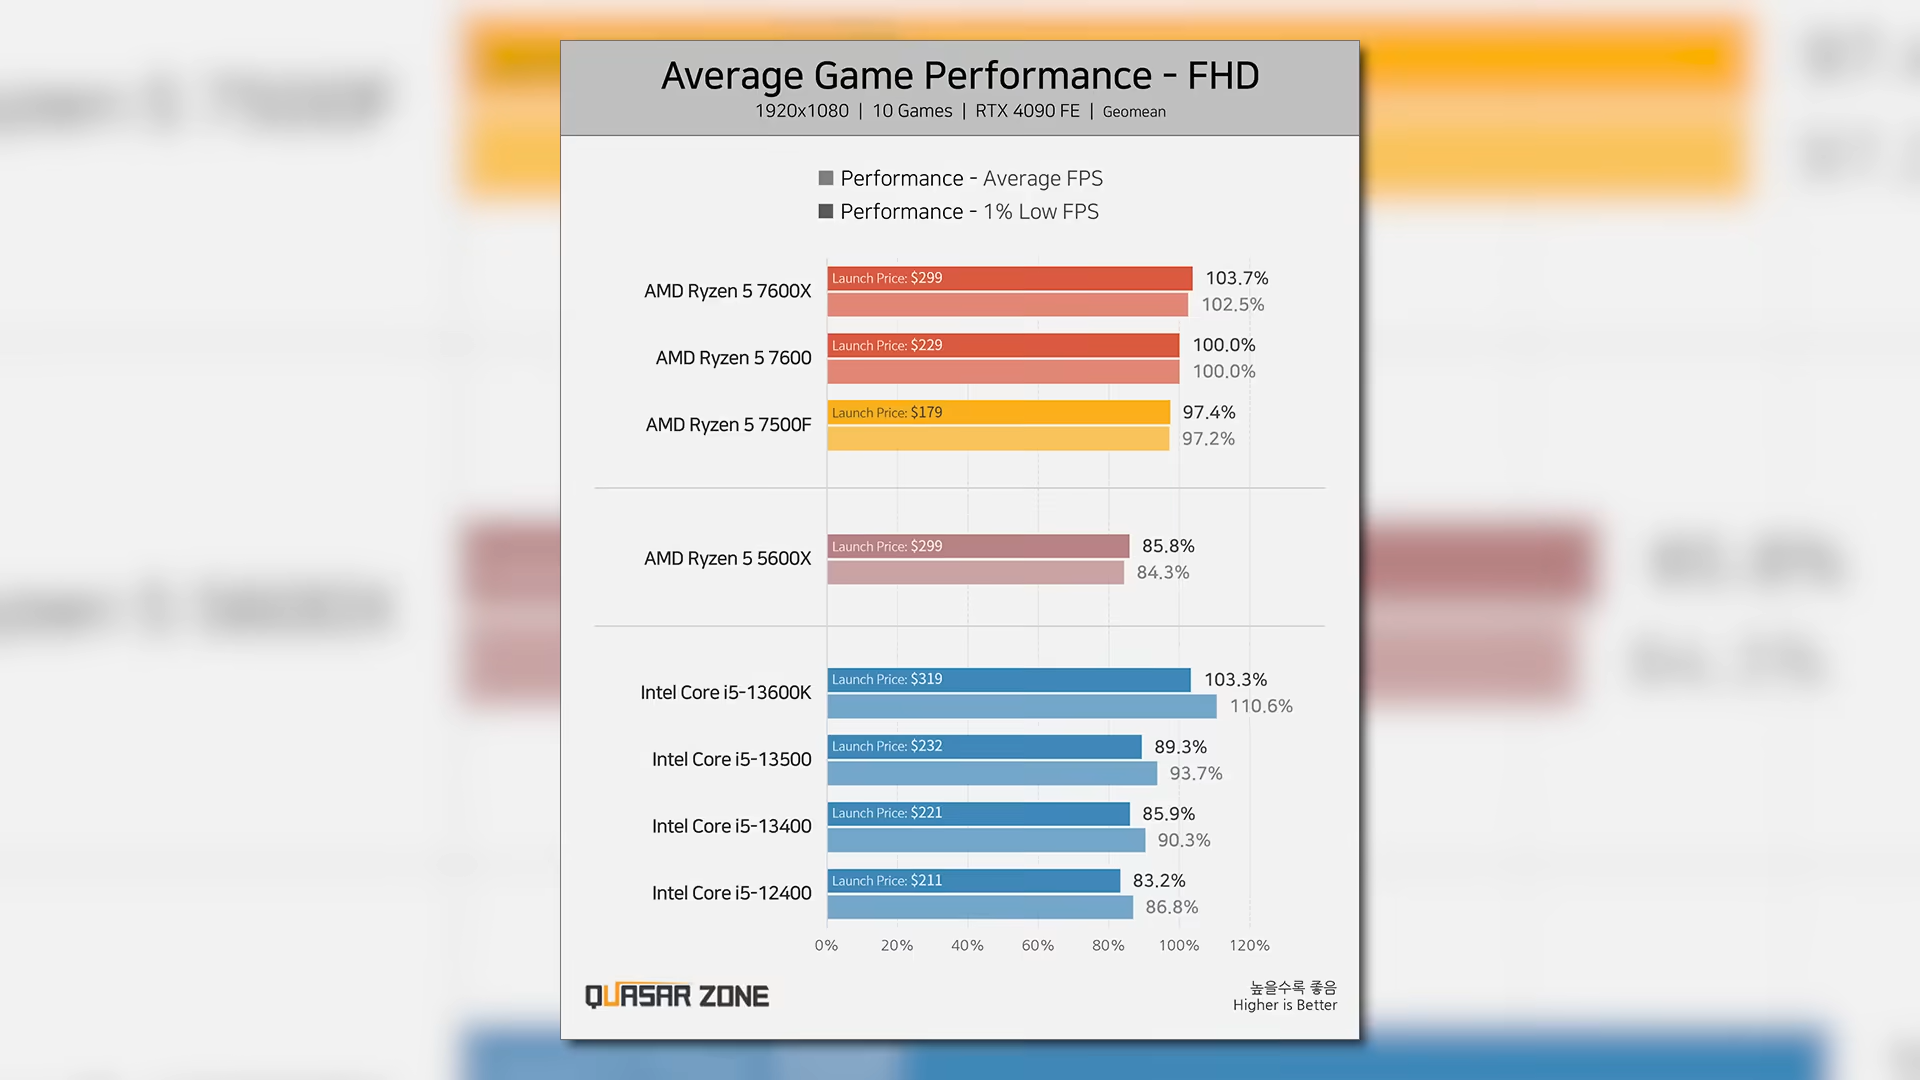 Average Game Performance - FHD
1920x1080 | 10 Games | RTX 4090 FE | Geomean
Performance - Average FPS
Performance - 1% Low FPS
AMD Ryzen 5 7600X
Launch Price: $299
103.7%
102.5%
AMD Ryzen 5 7600
Launch Price: $229
100.0%
100.0%
AMD Ryzen 5 7500F
Launch Price: $179
97.4%
97.2%
AMD Ryzen 5 5600X
Launch Price: $299
85.8%
84.3%
Intel Core i5-13600K
Launch Price: $319
103.3%
110.6%
Intel Core i5-13500
Launch Price: $232
89.3%
93.7%
Intel Core i5-13400
Launch Price: $221
85.9%
90.3%
Intel Core i5-12400
Launch Price: $211
83.2%
86.8%
0% 20% 40% 60% 80% 100% 120%
QUASAR ZONE
높을수록 좋음
Higher is Better